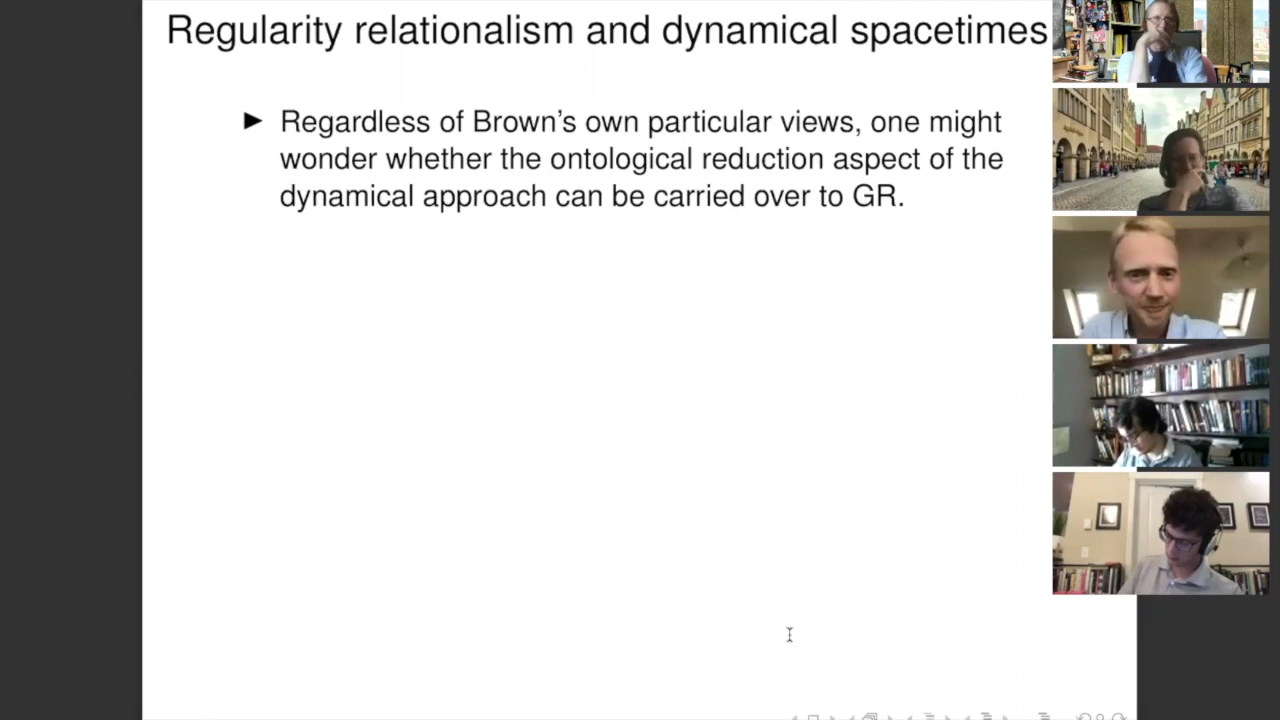 Regularity relationalism and dynamical spacetimes
► Regardless of Brown's own particular views, one might
wonder whether the ontological reduction aspect of the
dynamical approach can be carried over to GR.